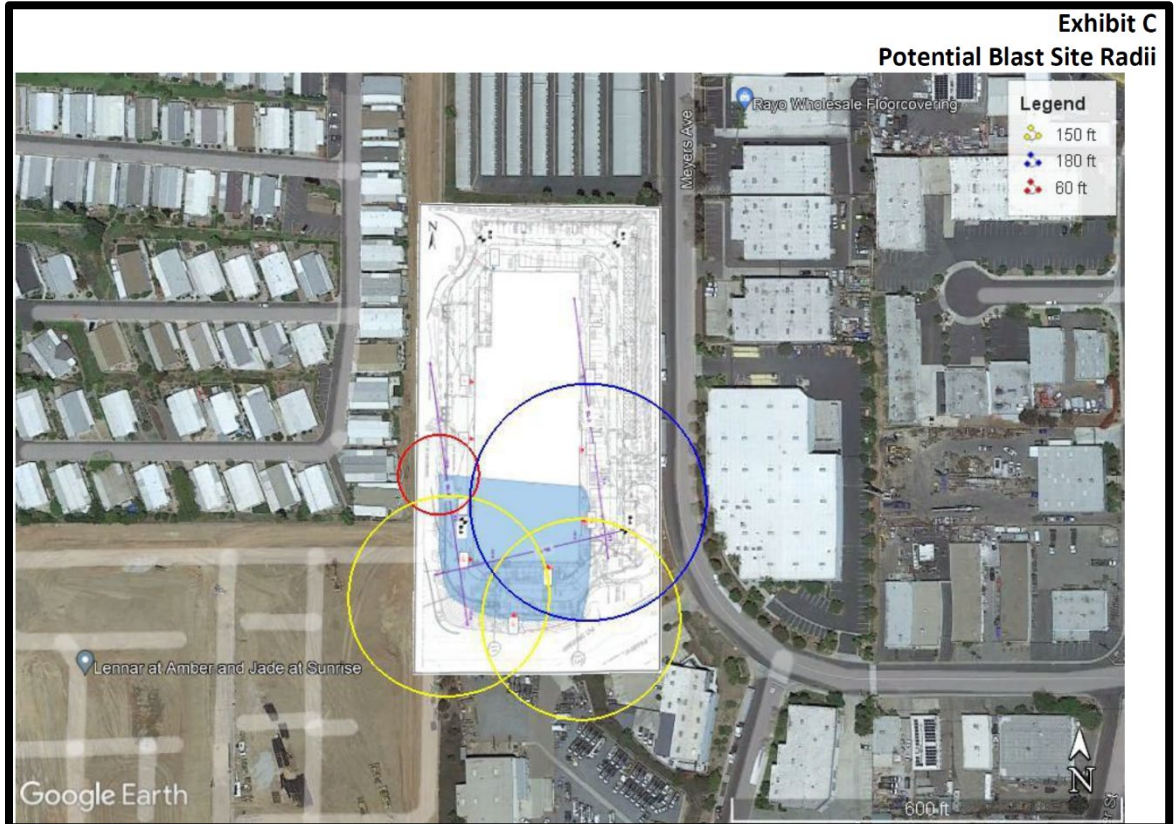 Exhibit C
Potential Blast Site Radii
Rayo Wholesale Floorcovering
Legend
150 ft
180 ft
60 ft
Meyers Ave
N
Lennar at Amber and Jade at Sunrise
Google Earth
600 ft
N